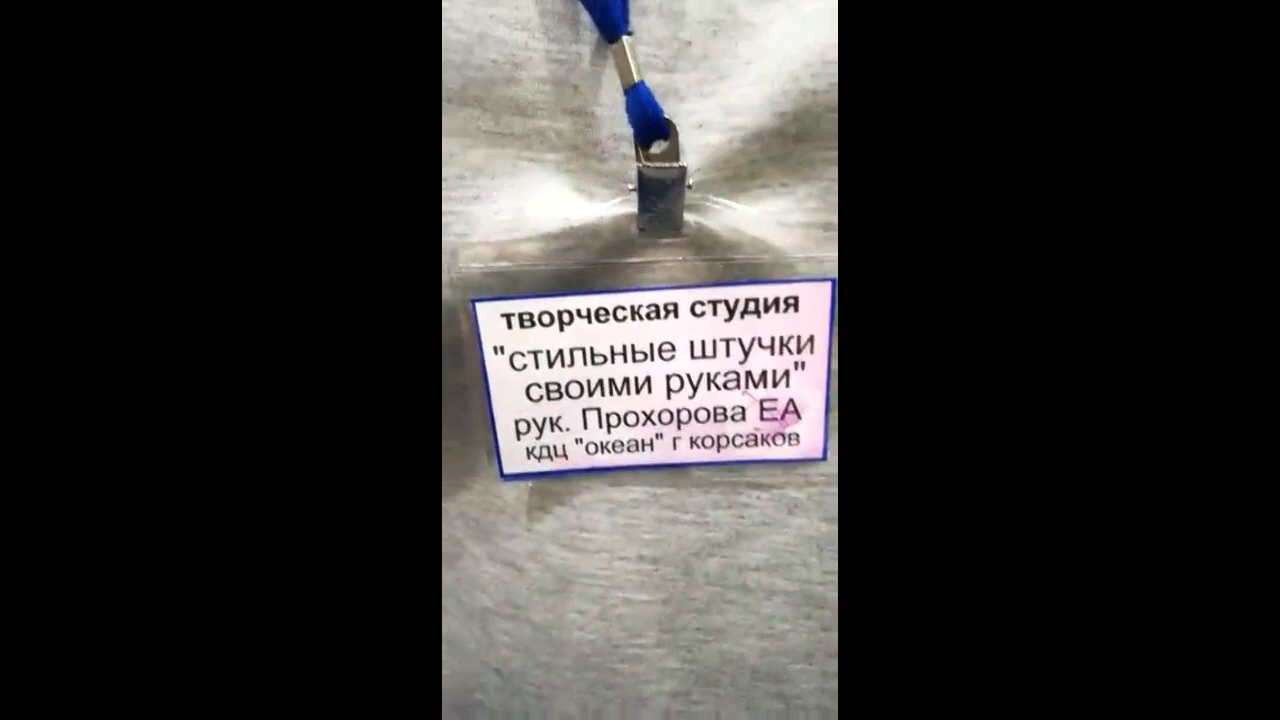 творческая студия
"стильные штучки
своими руками"
рук. Прохорова ЕА
кдц "океан" г корсаков